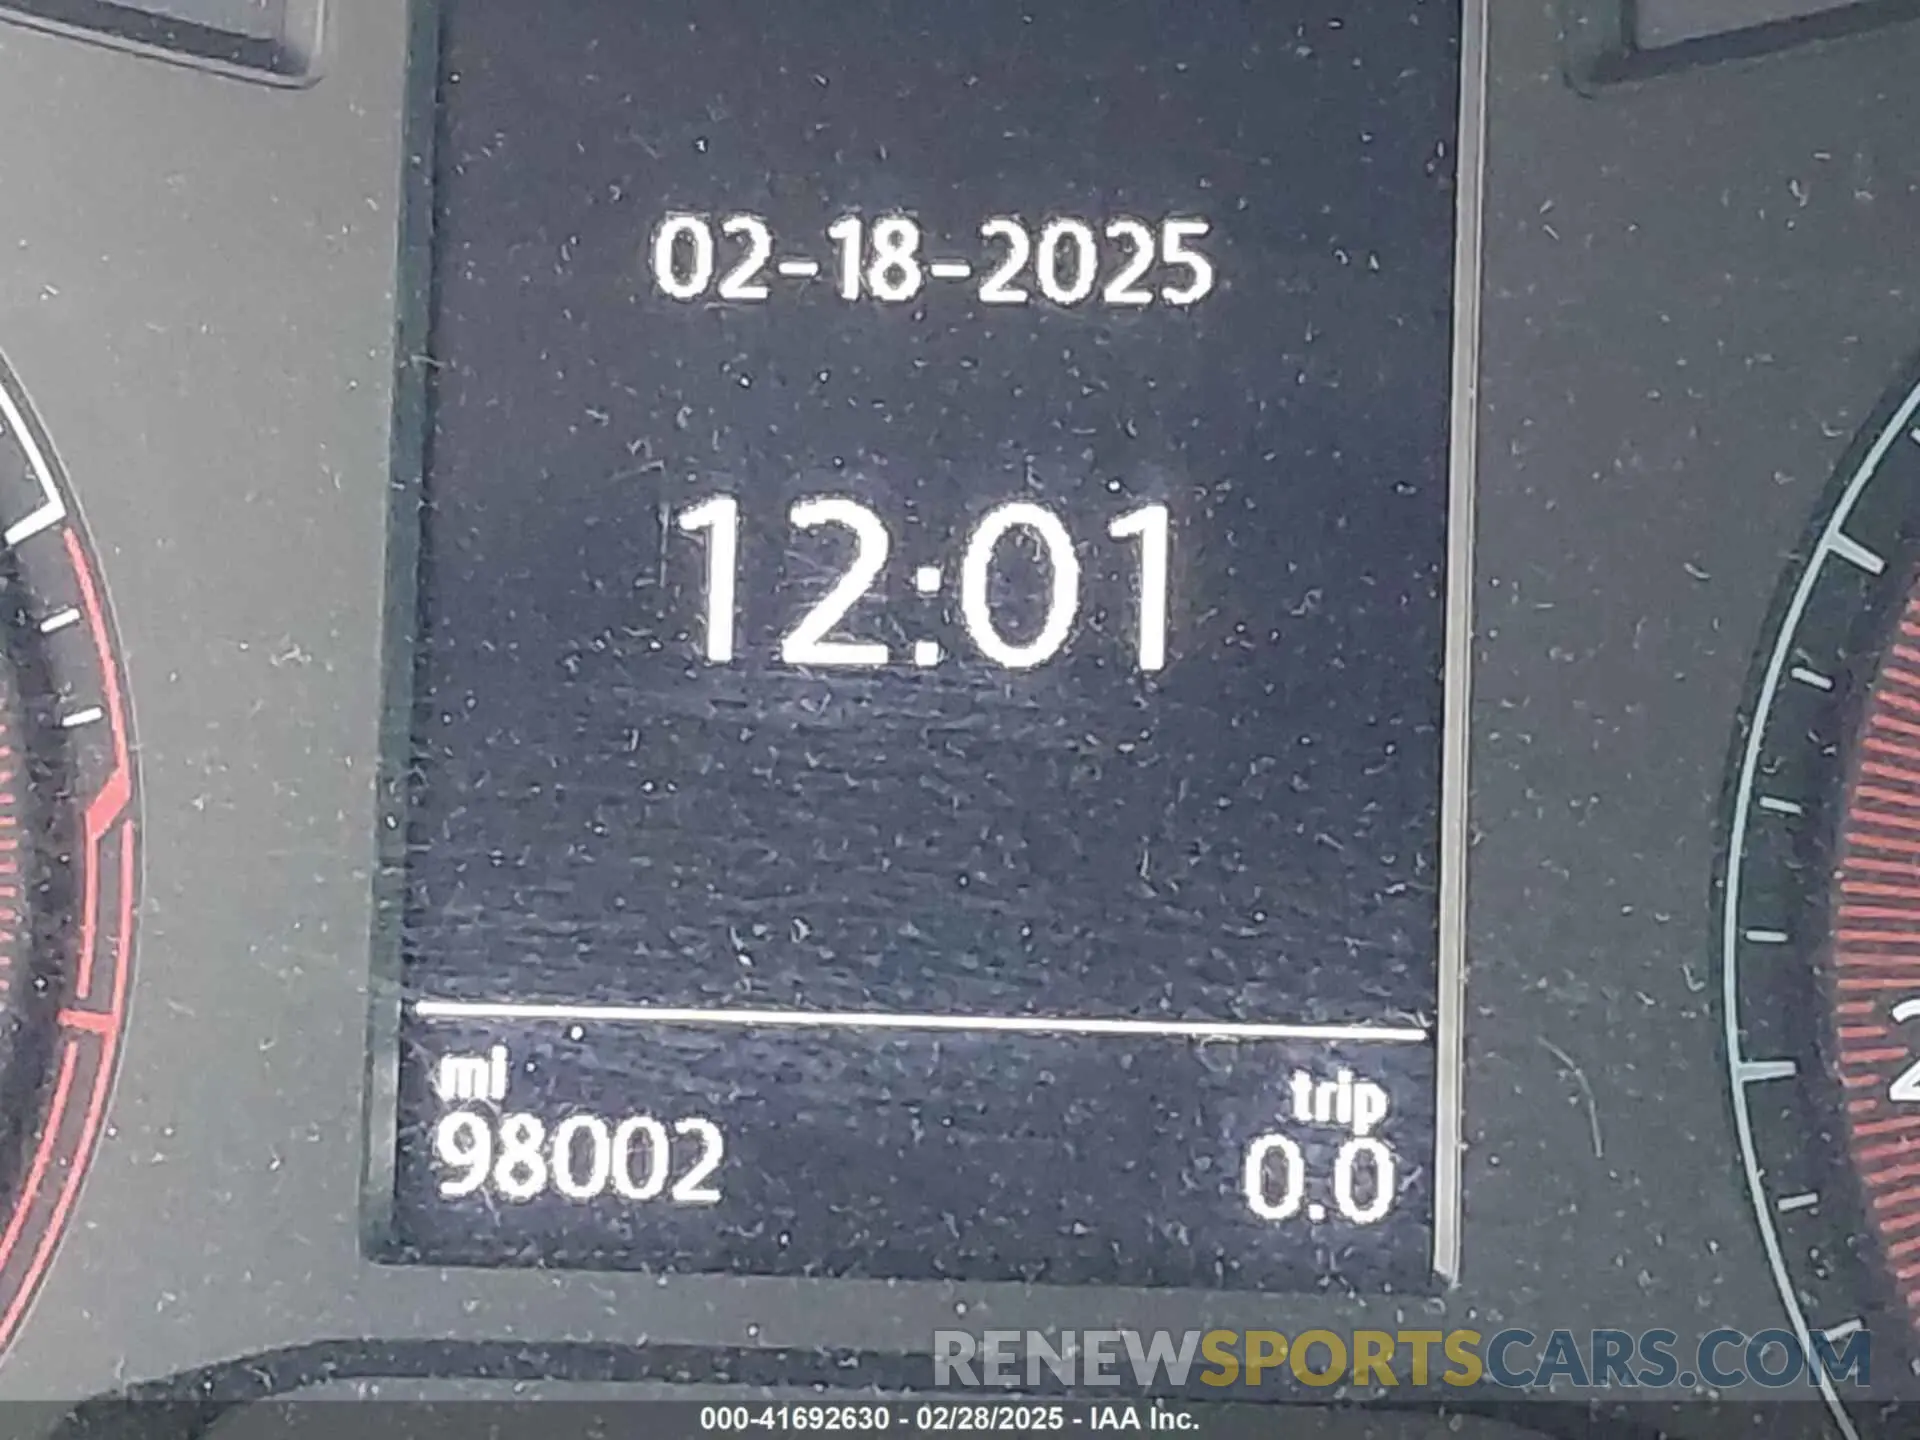 02-18-2025
12:01
mi
trip
98002
0.0
2
RENEWSPORTSCARS.COM
000-41692630 - 02/28/2025 - IAA Inc.